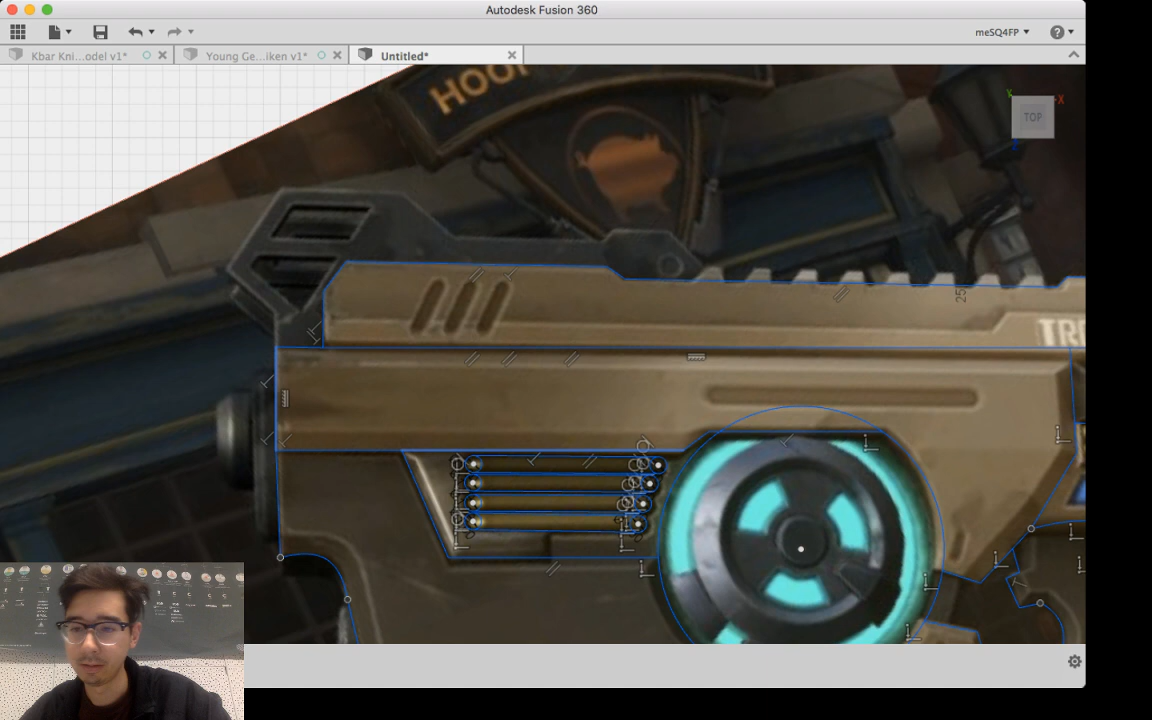 Autodesk Fusion 360
meSQ4FP
Kbar Kni...odel v1*
Young Ge...iken v1*
Untitled*
HOO
Y
X
TOP
25
TR